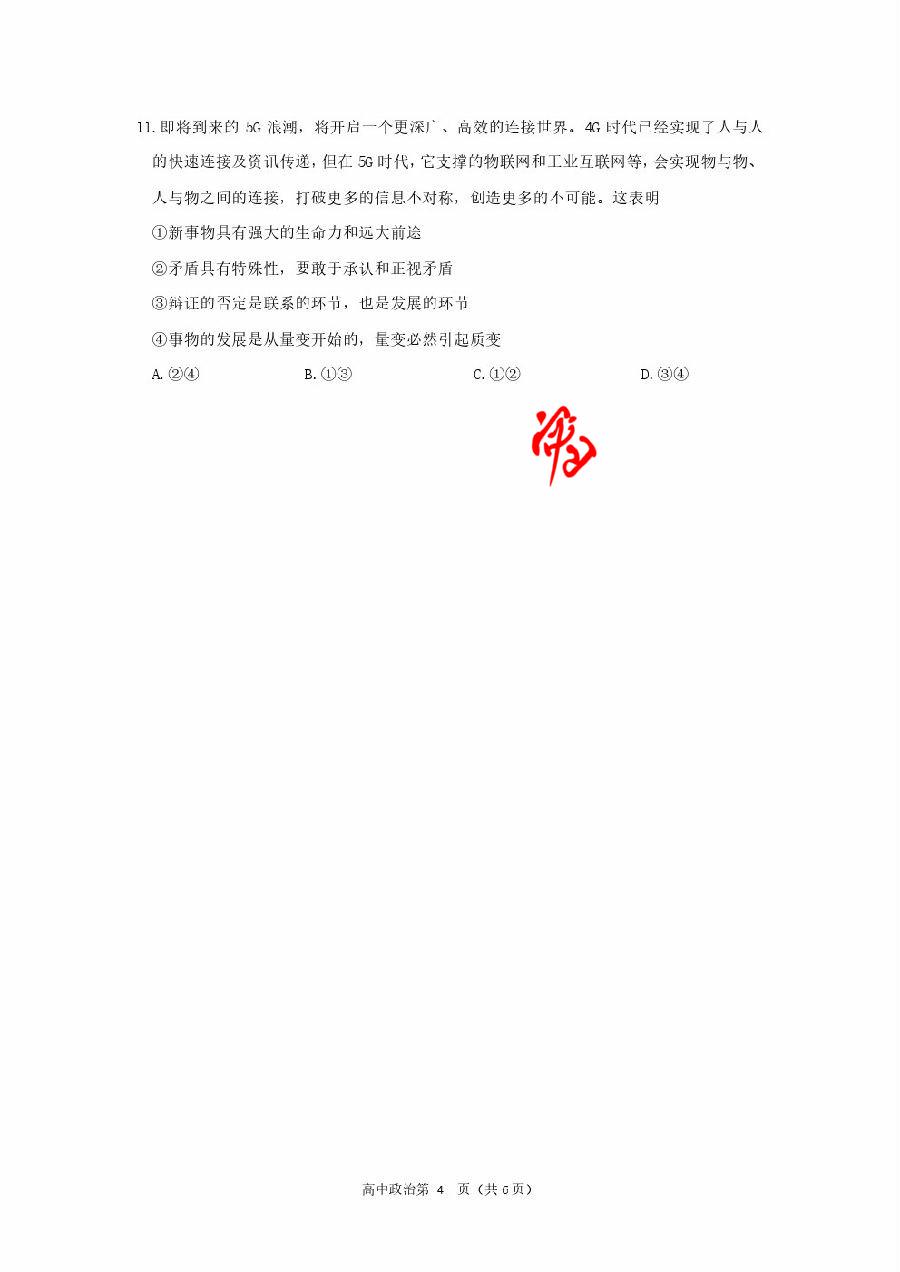 11. 即将到来的 5G 浪潮，将开启一个更深广、高效的连接世界。4G 时代已经实现了人与人
的快速连接及资讯传递，但在 5G 时代，它支撑的物联网和工业互联网等，会实现物与物、
人与物之间的连接，打破更多的信息不对称，创造更多的不可能。这表明
①新事物具有强大的生命力和远大前途
②矛盾具有特殊性，要敢于承认和正视矛盾
③辩证的否定是联系的环节，也是发展的环节
④事物的发展是从量变开始的，量变必然引起质变
A. ②④ B. ①③ C. ①② D. ③④
高中政治第 4 页（共 6 页）